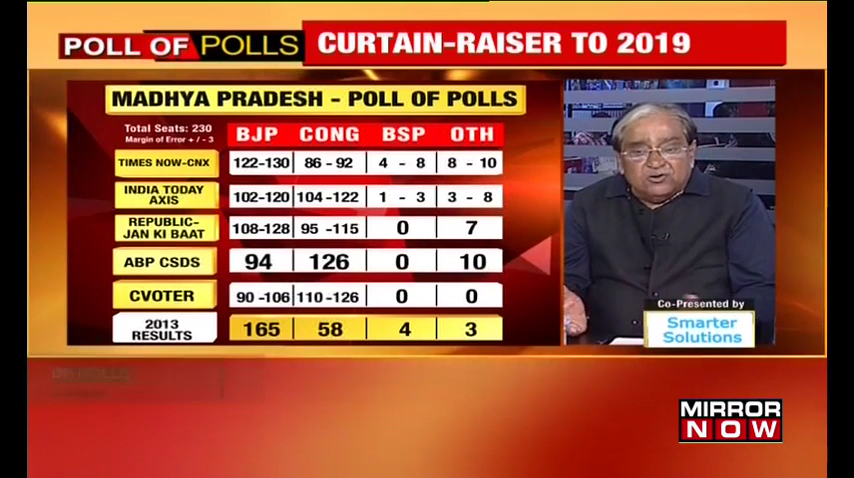 POLL OF POLLS
CURTAIN-RAISER TO 2019
MADHYA PRADESH - POLL OF POLLS
Total Seats: 230
Margin of Error + / - 3
BJP CONG BSP OTH
TIMES NOW-CNX 122-130 86 - 92 4 - 8 8 - 10
INDIA TODAY AXIS 102-120 104-122 1 - 3 3 - 8
REPUBLIC- JAN KI BAAT 108-128 95 -115 0 7
ABP CSDS 94 126 0 10
CVOTER 90 -106 110-126 0 0
2013 RESULTS 165 58 4 3
Co-Presented by
Smarter
Solutions
MIRROR
NOW